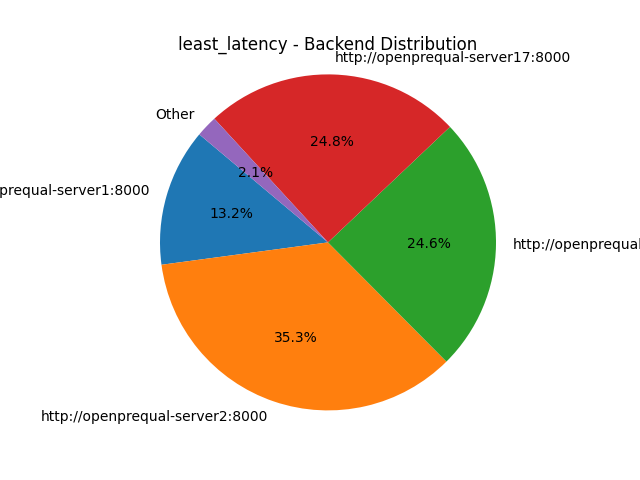 least_latency - Backend Distribution
http://openprequal-server17:8000
Other
24.8%
2.1%
prequal-server1:8000
13.2%
24.6%
http://openprequal
35.3%
http://openprequal-server2:8000